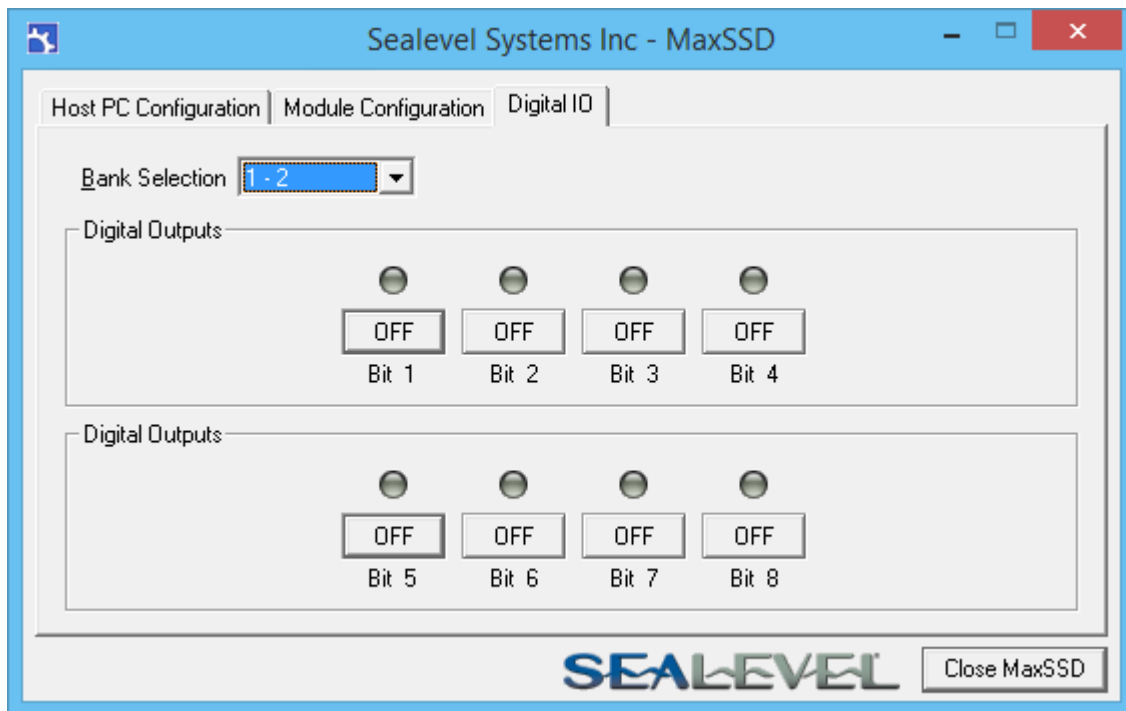 Sealevel Systems Inc - MaxSSD
Host PC Configuration Module Configuration Digital IO
Bank Selection 1 - 2
Digital Outputs
OFF OFF OFF OFF
Bit 1 Bit 2 Bit 3 Bit 4
Digital Outputs
OFF OFF OFF OFF
Bit 5 Bit 6 Bit 7 Bit 8
SEALEVEL Close MaxSSD